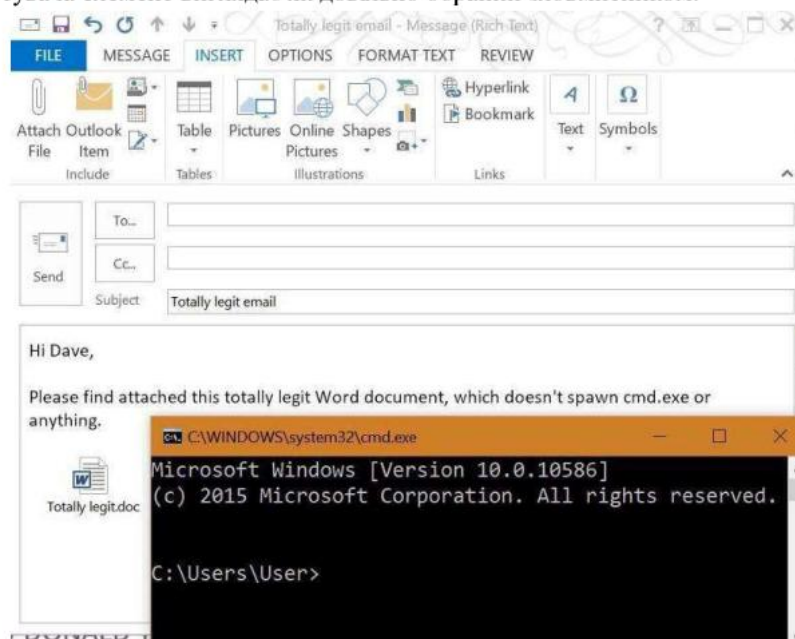 Totally legit email - Message (Rich Text)
FILE MESSAGE INSERT OPTIONS FORMAT TEXT REVIEW
Attach File
Outlook Item
Table
Pictures
Online Pictures
Shapes
Hyperlink
Bookmark
Text
Symbols
Include Tables Illustrations Links
To...
Cc...
Send
Subject Totally legit email
Hi Dave,
Please find attached this totally legit Word document, which doesn't spawn cmd.exe or
anything.
C:\WINDOWS\system32\cmd.exe
Microsoft Windows [Version 10.0.10586]
(c) 2015 Microsoft Corporation. All rights reserved.
Totally legit.doc
C:\Users\User>